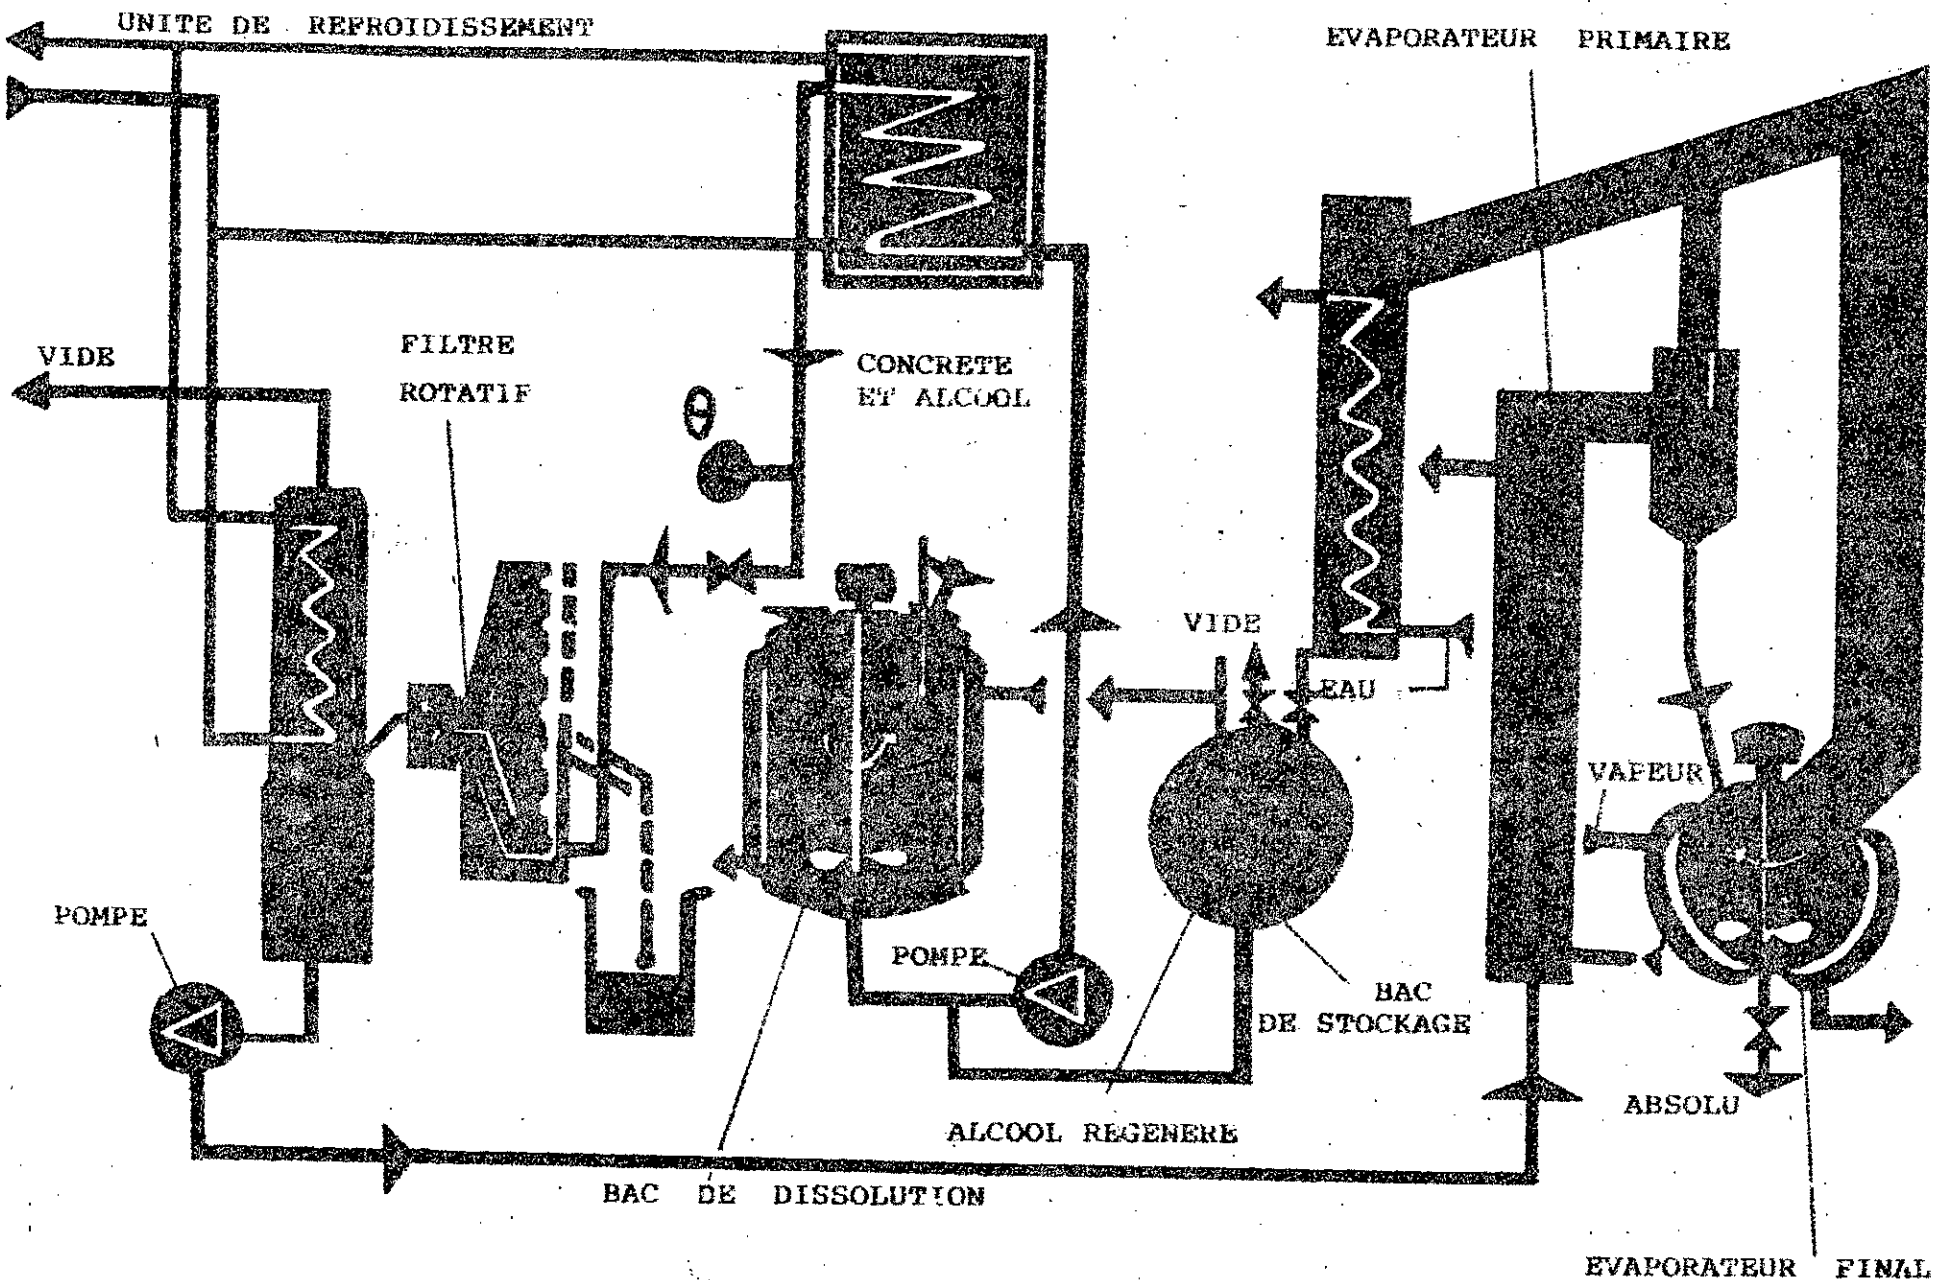 UNITE DE REFROIDISSEMENT
EVAPORATEUR PRIMAIRE
FILTRE
ROTATIF
VIDE
CONCRETE
ET ALCOOL
θ
VIDE
EAU
VAPEUR
POMPE
POMPE
BAC
DE STOCKAGE
ABSOLU
ALCOOL REGENERE
BAC DE DISSOLUTION
EVAPORATEUR FINAL